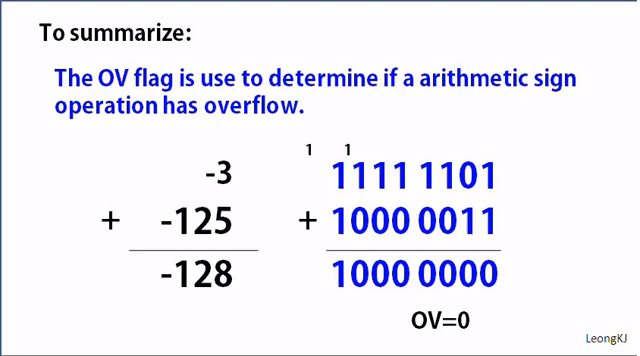 To summarize:
The OV flag is use to determine if a arithmetic sign
operation has overflow.
1 1
-3 1111 1101
+ -125 + 1000 0011
-128 1000 0000
OV=0
LeongKJ